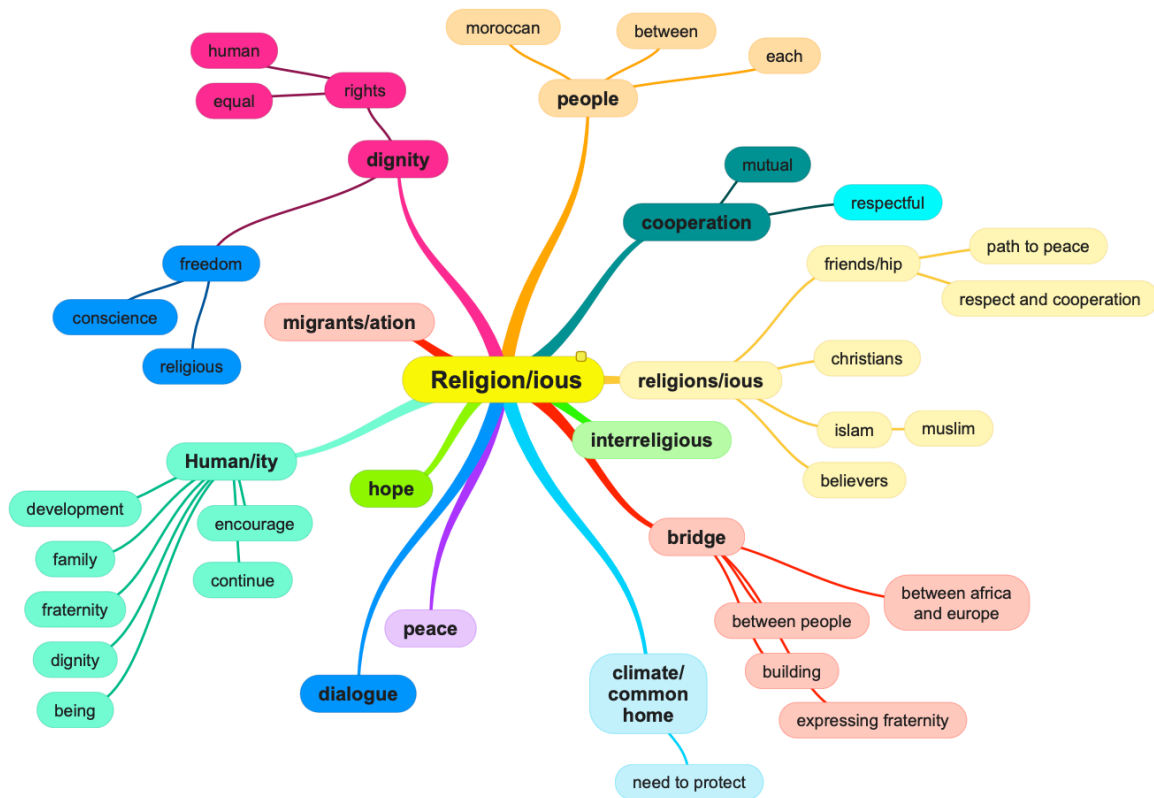 moroccan
between
each
people
human
equal
rights
dignity
freedom
conscience
religious
mutual
cooperation
respectful
friends/hip
path to peace
respect and cooperation
migrants/ation
Religion/ious
religions/ious
christians
islam
muslim
believers
interreligious
Human/ity
development
family
fraternity
dignity
being
encourage
continue
hope
peace
dialogue
bridge
between africa
and europe
between people
building
expressing fraternity
climate/
common
home
need to protect